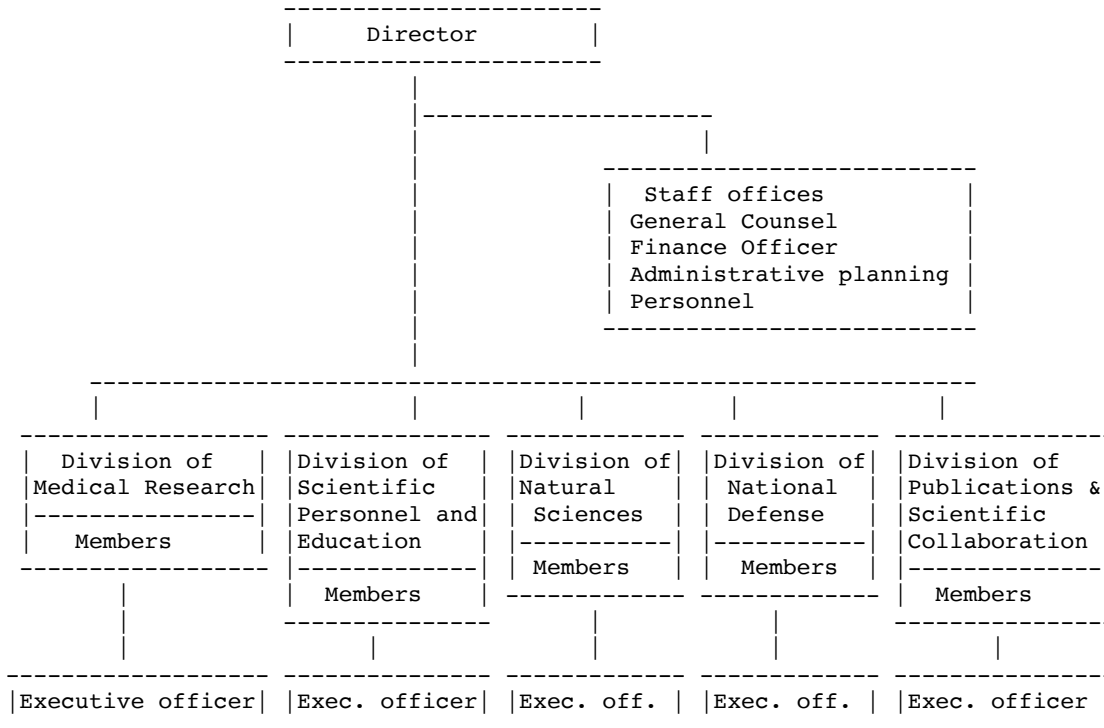 Director
Staff offices
General Counsel
Finance Officer
Administrative planning
Personnel
Division of
Medical Research
Members
Division of
Scientific
Personnel and
Education
Members
Division of
Natural
Sciences
Members
Division of
National
Defense
Members
Division of
Publications &
Scientific
Collaboration
Members
Executive officer
Exec. officer
Exec. off.
Exec. off.
Exec. officer